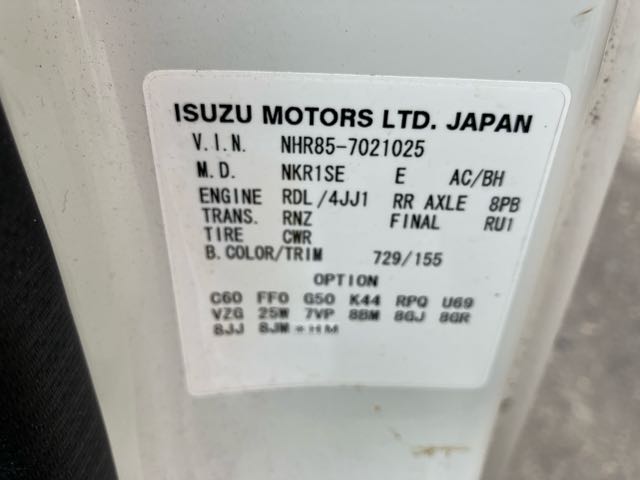 ISUZU MOTORS LTD. JAPAN
V.I.N. NHR85-7021025
M.D. NKR1SE E AC/BH
ENGINE RDL/4JJ1 RR AXLE 8PB
TRANS. RNZ FINAL RU1
TIRE CWR
B.COLOR/TRIM 729/155
OPTION
C60 FF0 G50 K44 RPQ U69
VZG 25W 7VP 8BM 8GJ 8GR
8JJ 8JM *HM